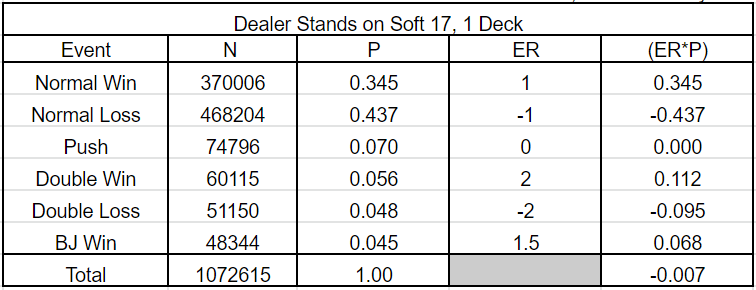 Dealer Stands on Soft 17, 1 Deck
Event N P ER (ER*P)
Normal Win 370006 0.345 1 0.345
Normal Loss 468204 0.437 -1 -0.437
Push 74796 0.070 0 0.000
Double Win 60115 0.056 2 0.112
Double Loss 51150 0.048 -2 -0.095
BJ Win 48344 0.045 1.5 0.068
Total 1072615 1.00 -0.007